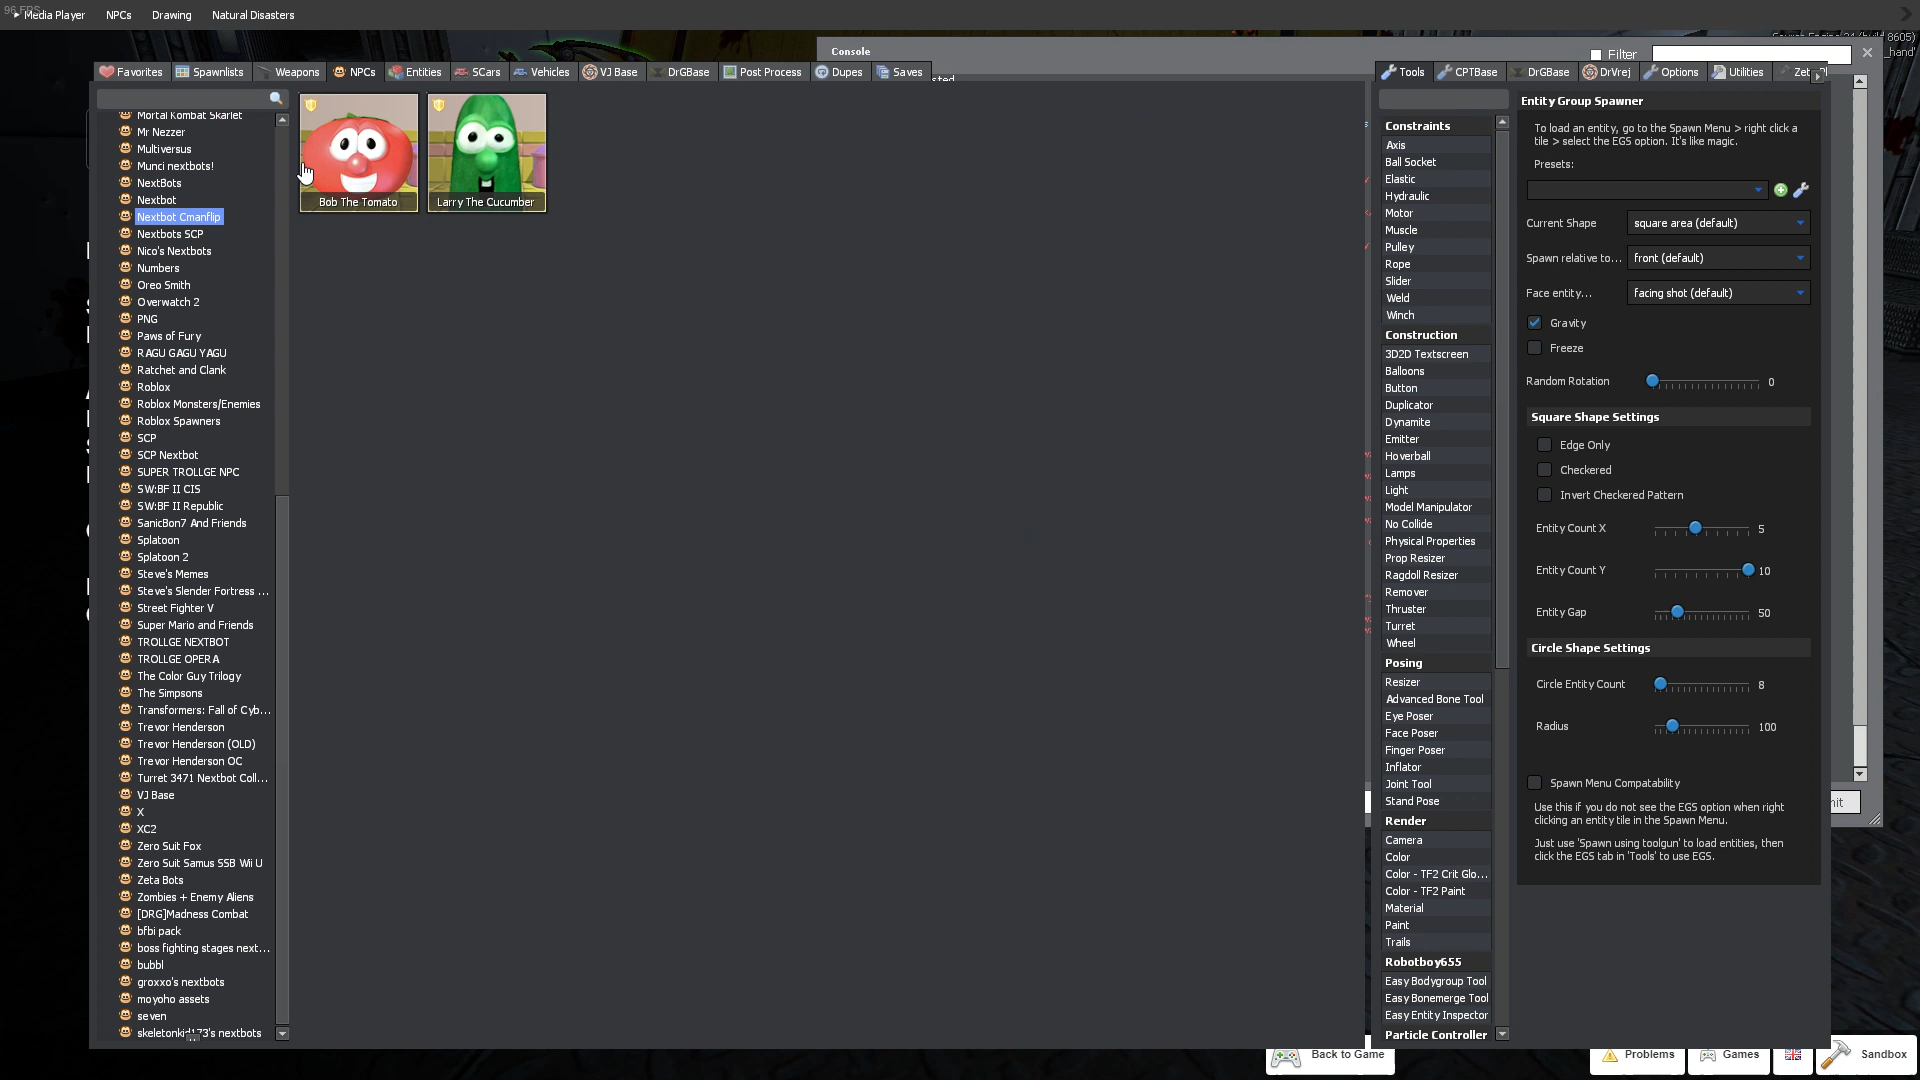 96 FPS
Media Player
NPCs
Drawing
Natural Disasters
Console
Filter
8605)
_hand'
Favorites
Spawnlists
Weapons
NPCs
Entities
SCars
Vehicles
VJ Base
DrGBase
Post Process
Dupes
Saves
sted
Tools
CPTBase
DrGBase
DrVrej
Options
Utilities
Mortal Kombat Skarlet
Mr Nezzer
Multiversus
Munci nextbots!
NextBots
Nextbot
Nextbot Cmanflip
Nextbots SCP
Nico's Nextbots
Numbers
Oreo Smith
Overwatch 2
PNG
Paws of Fury
RAGU GAGU YAGU
Ratchet and Clank
Roblox
Roblox Monsters/Enemies
Roblox Spawners
SCP
SCP Nextbot
SUPER TROLLGE NPC
SW:BF II CIS
SW:BF II Republic
SanicBon7 And Friends
Splatoon
Splatoon 2
Steve's Memes
Steve's Slender Fortress ...
Street Fighter V
Super Mario and Friends
TROLLGE NEXTBOT
TROLLGE OPERA
The Color Guy Trilogy
The Simpsons
Transformers: Fall of Cyb...
Trevor Henderson
Trevor Henderson (OLD)
Trevor Henderson OC
Turret 3471 Nextbot Coll...
VJ Base
X
XC2
Zero Suit Fox
Zero Suit Samus SSB Wii U
Zeta Bots
Zombies + Enemy Aliens
[DRG]Madness Combat
bfbi pack
boss fighting stages next...
bubbl
groxxo's nextbots
moyoho assets
seven
skeletonkid173's nextbots
Bob The Tomato
Larry The Cucumber
Constraints
Axis
Ball Socket
Elastic
Hydraulic
Motor
Muscle
Pulley
Rope
Slider
Weld
Winch
Construction
3D2D Textscreen
Balloons
Button
Duplicator
Dynamite
Emitter
Hoverball
Lamps
Light
Model Manipulator
No Collide
Physical Properties
Prop Resizer
Ragdoll Resizer
Remover
Thruster
Turret
Wheel
Posing
Resizer
Advanced Bone Tool
Eye Poser
Face Poser
Finger Poser
Inflator
Joint Tool
Stand Pose
Render
Camera
Color
Color - TF2 Crit Glo...
Color - TF2 Paint
Material
Paint
Trails
Robotboy655
Easy Bodygroup Tool
Easy Bonemerge Tool
Easy Entity Inspector
Particle Controller
Entity Group Spawner
To load an entity, go to the Spawn Menu > right click a
tile > select the EGS option. It's like magic.
Presets:
Current Shape
square area (default)
Spawn relative to...
front (default)
Face entity...
facing shot (default)
Gravity
Freeze
Random Rotation
0
Square Shape Settings
Edge Only
Checkered
Invert Checkered Pattern
Entity Count X
5
Entity Count Y
10
Entity Gap
50
Circle Shape Settings
Circle Entity Count
8
Radius
100
Spawn Menu Compatability
Use this if you do not see the EGS option when right
clicking an entity tile in the Spawn Menu.
Just use 'Spawn using toolgun' to load entities, then
click the EGS tab in 'Tools' to use EGS.
Back to Game
Problems
Games
Sandbox